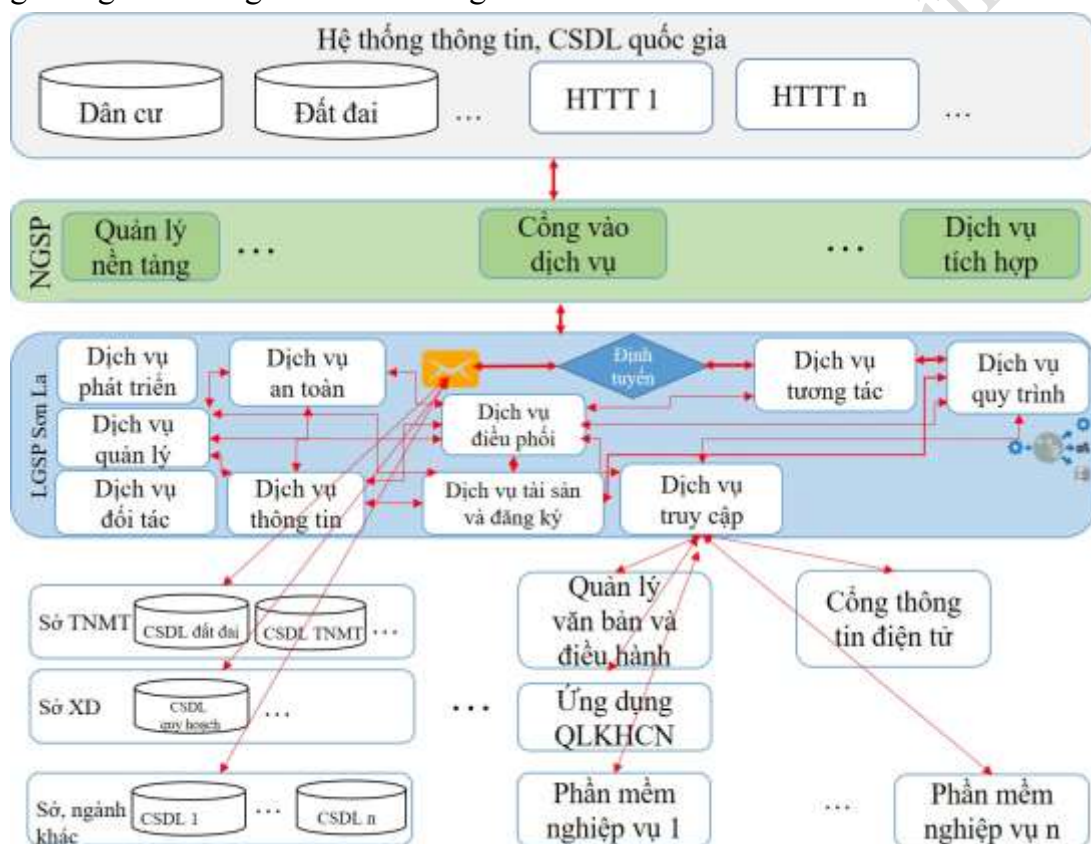 Hệ thống thông tin, CSDL quốc gia
Dân cư
Đất đai
...
HTTT 1
HTTT n
...
NGSP
Quản lý
nền tảng
...
Cổng vào
dịch vụ
...
Dịch vụ
tích hợp
LGSP Sơn La
Dịch vụ
phát triển
Dịch vụ
an toàn
Định
tuyến
Dịch vụ
tương tác
Dịch vụ
quy trình
Dịch vụ
quản lý
Dịch vụ
điều phối
Dịch vụ
đối tác
Dịch vụ
thông tin
Dịch vụ tài sản
và đăng ký
Dịch vụ
truy cập
Sở TNMT
CSDL đất đai
CSDL TNMT
...
Quản lý
văn bản và
điều hành
Cổng thông
tin điện tử
Sở XD
CSDL
quy hoạch
...
...
Ứng dụng
QLKHCN
Sở, ngành
khác
CSDL 1
...
CSDL n
Phần mềm
nghiệp vụ 1
...
Phần mềm
nghiệp vụ n